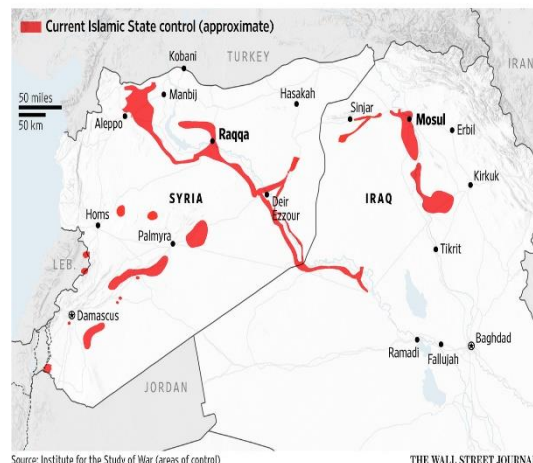 Current Islamic State control (approximate)
TURKEY
IRAN
Kobani
50 miles
50 km
Manbij
Hasakah
Aleppo
Sinjar
Mosul
Erbil
Raqqa
Kirkuk
SYRIA
Deir
Ezzour
IRAQ
Homs
Palmyra
Tikrit
LEB.
Damascus
Ramadi
Fallujah
Baghdad
JORDAN
Source: Institute for the Study of War (areas of control)
THE WALL STREET JOURNAL